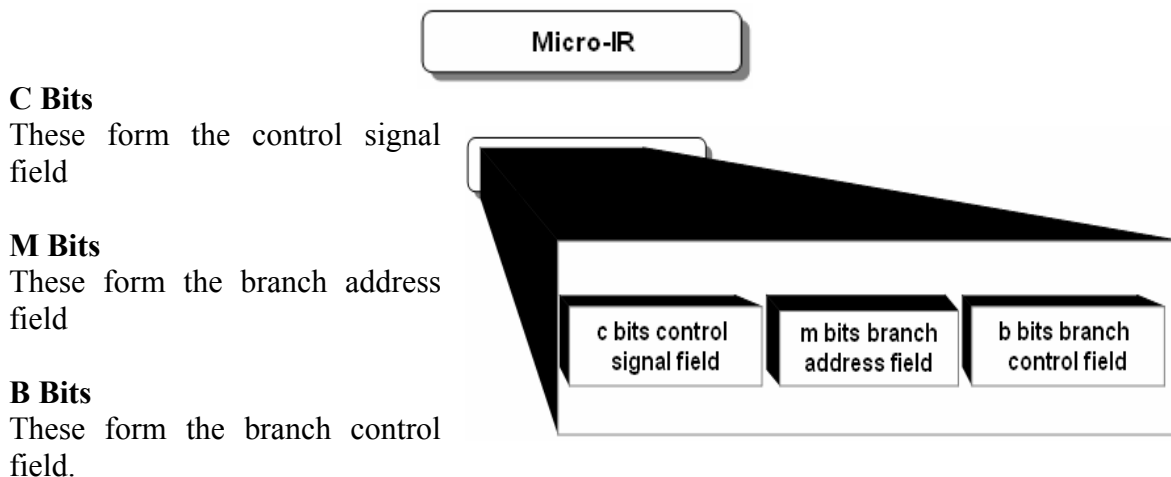 Micro-IR
C Bits
These form the control signal
field
M Bits
These form the branch address
field
B Bits
These form the branch control
field.
c bits control
signal field
m bits branch
address field
b bits branch
control field